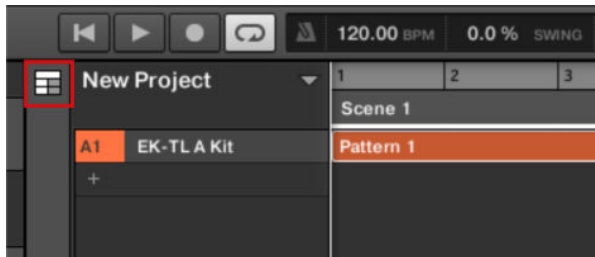 120.00 BPM 0.0 % SWING
New Project 1 2 3
Scene 1
A1 EK-TL A Kit Pattern 1
+